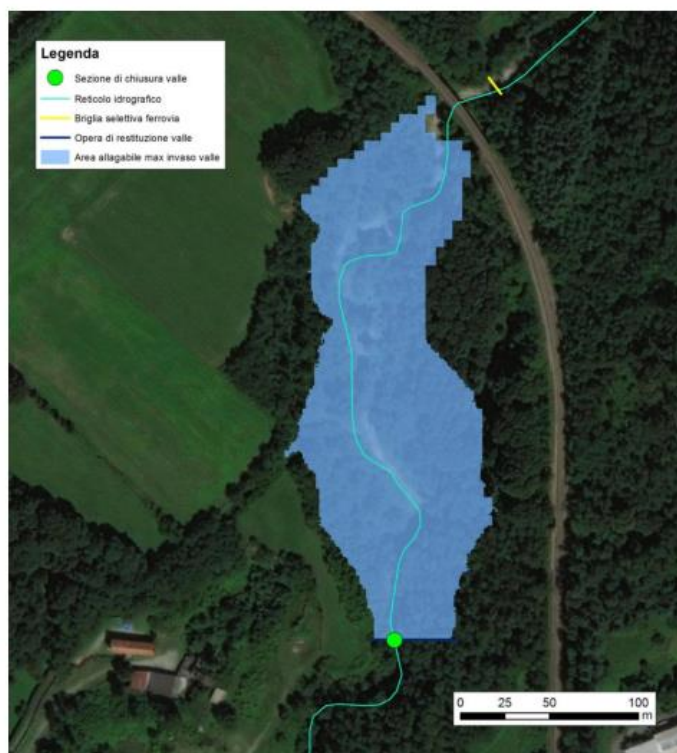 Legenda
Sezione di chiusura valle
Reticolo idrografico
Briglia selettiva ferrovia
Opera di restituzione valle
Area allagabile max invaso valle
0 25 50 100
m